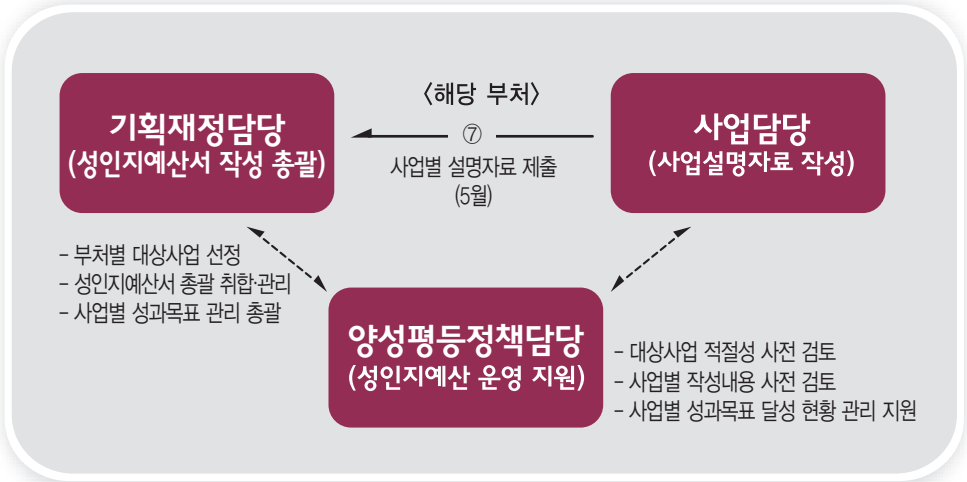 〈해당 부처〉
기획재정담당
(성인지예산서 작성 총괄)
⑦
사업별 설명자료 제출
(5월)
사업담당
(사업설명자료 작성)
- 부처별 대상사업 선정
- 성인지예산서 총괄 취합·관리
- 사업별 성과목표 관리 총괄
양성평등정책담당
(성인지예산 운영 지원)
- 대상사업 적절성 사전 검토
- 사업별 작성내용 사전 검토
- 사업별 성과목표 달성 현황 관리 지원